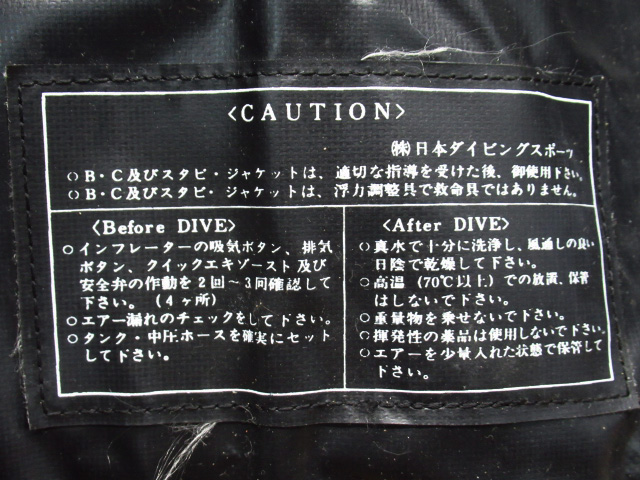 <CAUTION>
㈱日本ダイビングスポーツ
○B・C及びスタビ・ジャケットは、適切な指導を受けた後、御使用下さい。
○B・C及びスタビ・ジャケットは、浮力調整具で救命具ではありません。
<Before DIVE>
○インフレーターの吸気ボタン、排気
ボタン、クイックエキゾースト及び
安全弁の作動を2回～3回確認して
下さい。(4ヶ所)
○エアー漏れのチェックをして下さい。
○タンク・中圧ホースを確実にセット
して下さい。
<After DIVE>
○真水で十分に洗浄し、風通しの良い
日陰で乾燥して下さい。
○高温(70℃以上)での放置、保管
はしないで下さい。
○重量物を乗せないで下さい。
○揮発性の薬品は使用しないで下さい。
○エアーを少量入れた状態で保管して
下さい。